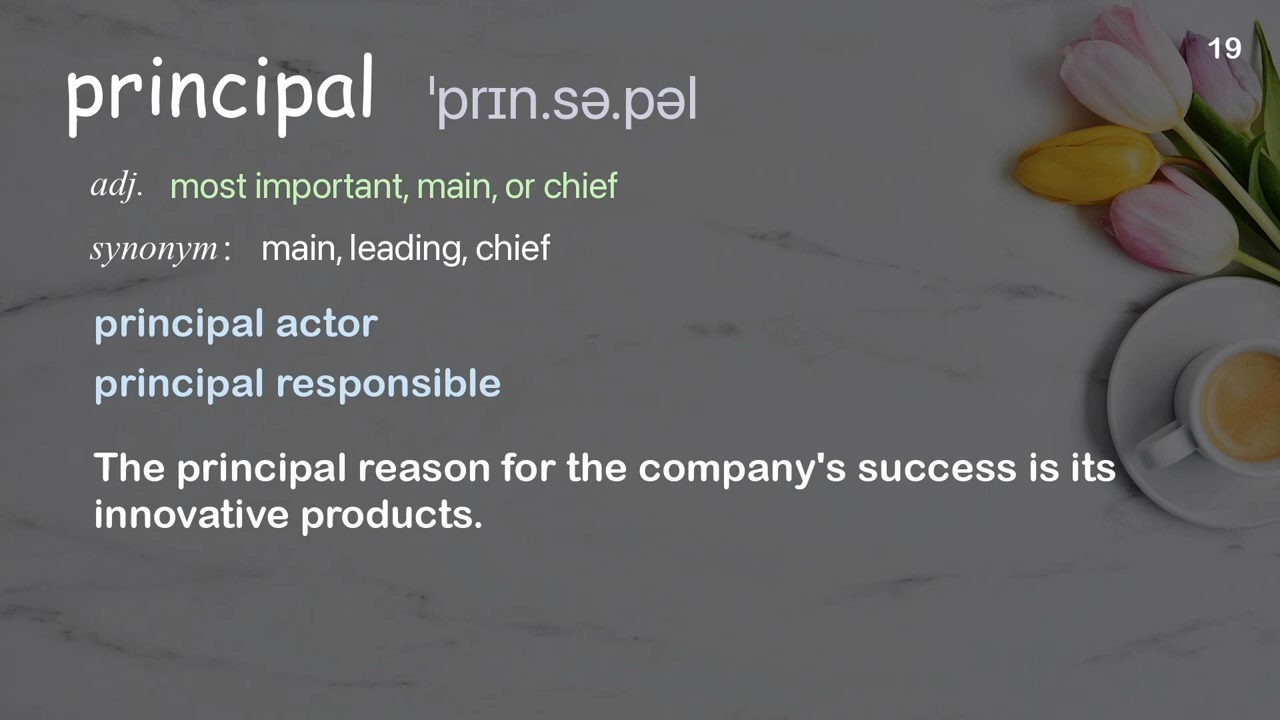 19
principal ˈprɪn.sə.pəl
adj. most important, main, or chief
synonym: main, leading, chief
principal actor
principal responsible
The principal reason for the company's success is its
innovative products.